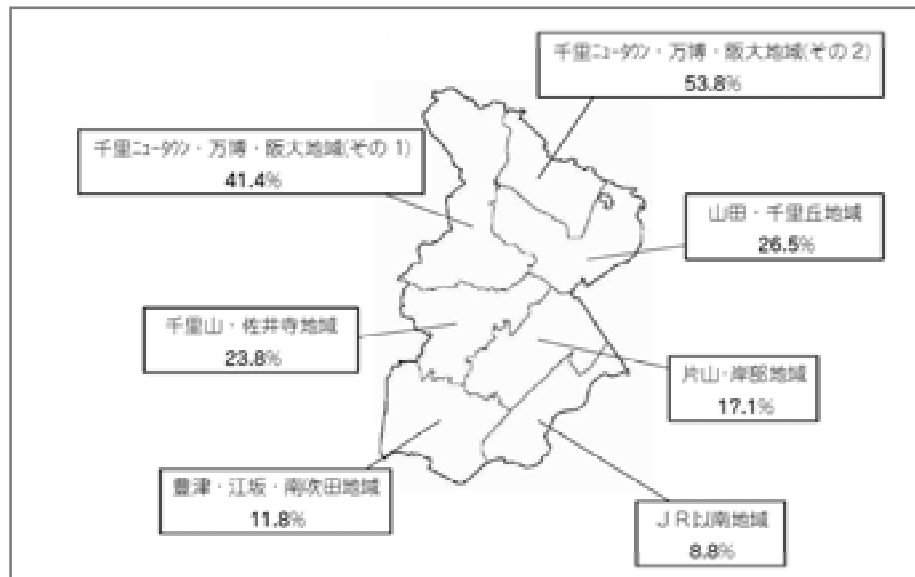 千里ニュータウン・万博・阪大地域(その2)
53.8%
千里ニュータウン・万博・阪大地域(その1)
41.4%
山田・千里丘地域
26.5%
千里山・佐井寺地域
23.8%
片山・岸部地域
17.1%
豊津・江坂・南吹田地域
11.8%
JR以南地域
8.8%